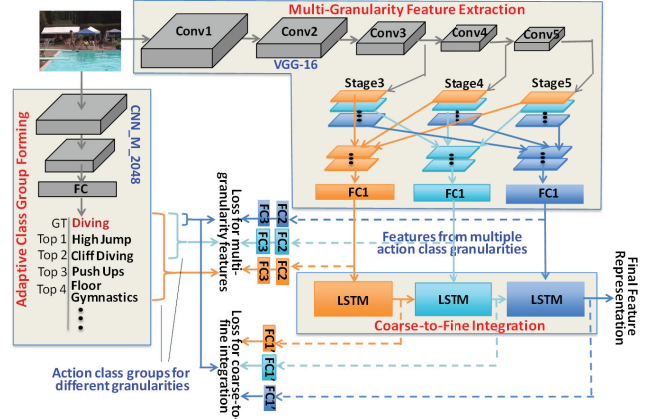 Multi-Granularity Feature Extraction
Conv1
Conv2
Conv3
Conv4
Conv5
VGG-16
Stage3
Stage4
Stage5
FC1
FC1
FC1
Adaptive Class Group Forming
CNN_M_2048
FC
GT Diving
Top 1 High Jump
Top 2 Cliff Diving
Top 3 Push Ups
Top 4 Floor
Gymnastics
Action class groups for
different granularities
Loss for multi-
granularity features
FC3 FC2
FC3 FC2
FC3 FC2
Features from multiple
action class granularities
LSTM
LSTM
LSTM
Coarse-to-Fine Integration
Final Feature
Representation
Loss for coarse-to-
fine integration
FC1'
FC1'
FC1'